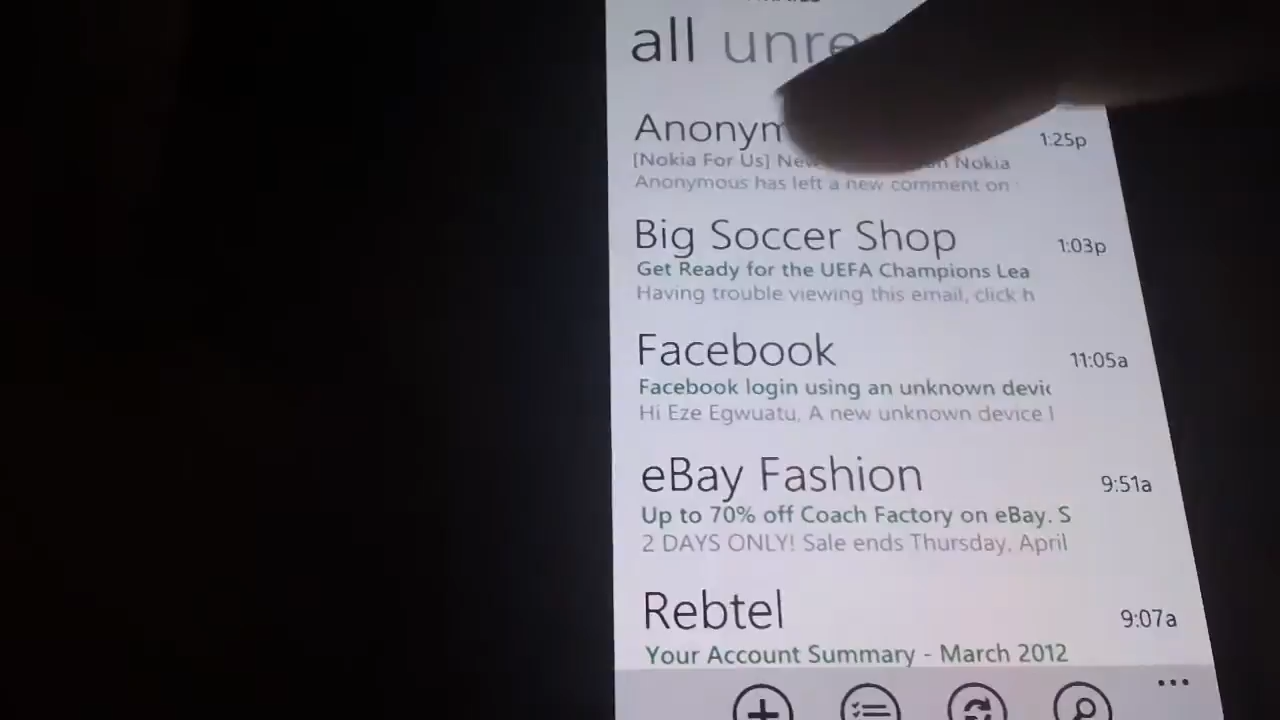 all
Anonym
1:25p
[Nokia For Us] Nokia
Anonymous has left a new comment on
Big Soccer Shop
1:03p
Get Ready for the UEFA Champions Lea
Having trouble viewing this email, click h
Facebook
11:05a
Facebook login using an unknown devic
Hi Eze Egwuatu, A new unknown device l
eBay Fashion
9:51a
Up to 70% off Coach Factory on eBay. S
2 DAYS ONLY! Sale ends Thursday, April
Rebtel
9:07a
Your Account Summary - March 2012